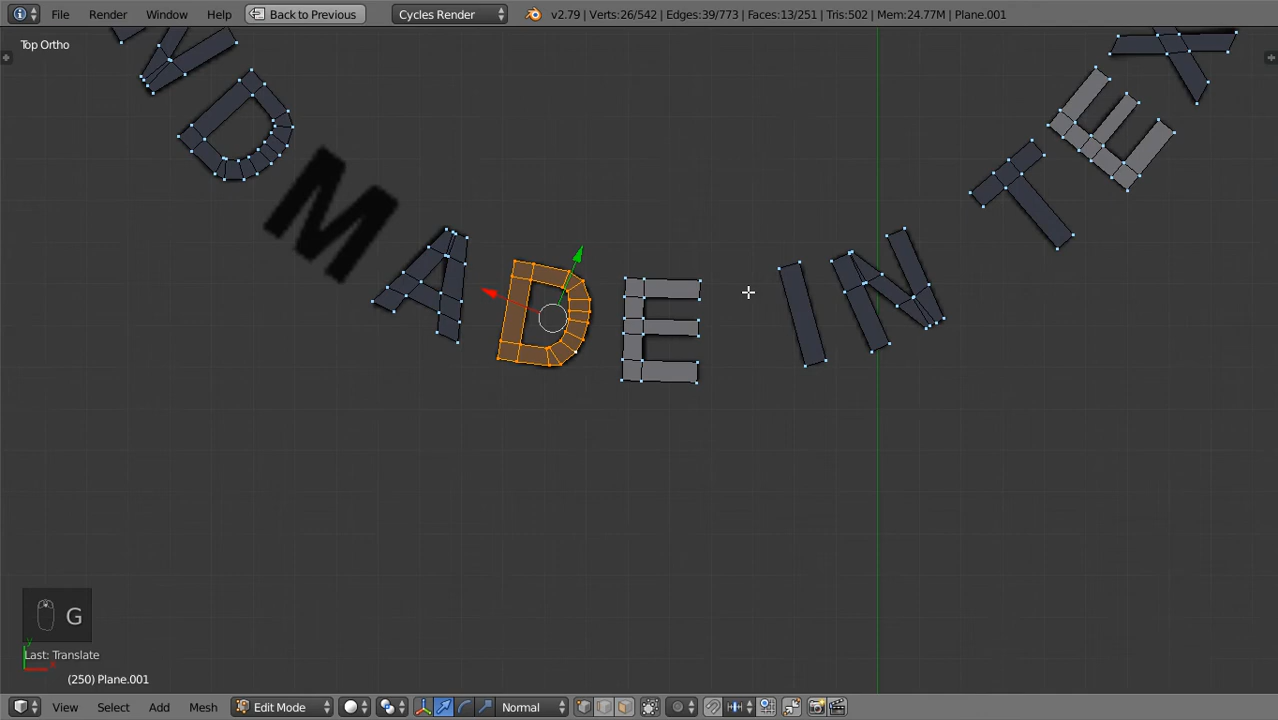 File Render Window Help Back to Previous Cycles Render v2.79 | Verts:26/542 | Edges:39/773 | Faces:13/251 | Tris:502 | Mem:24.77M | Plane.001
Top Ortho
ND MADE IN TEX
G
Last: Translate
(250) Plane.001
View Select Add Mesh Edit Mode Normal